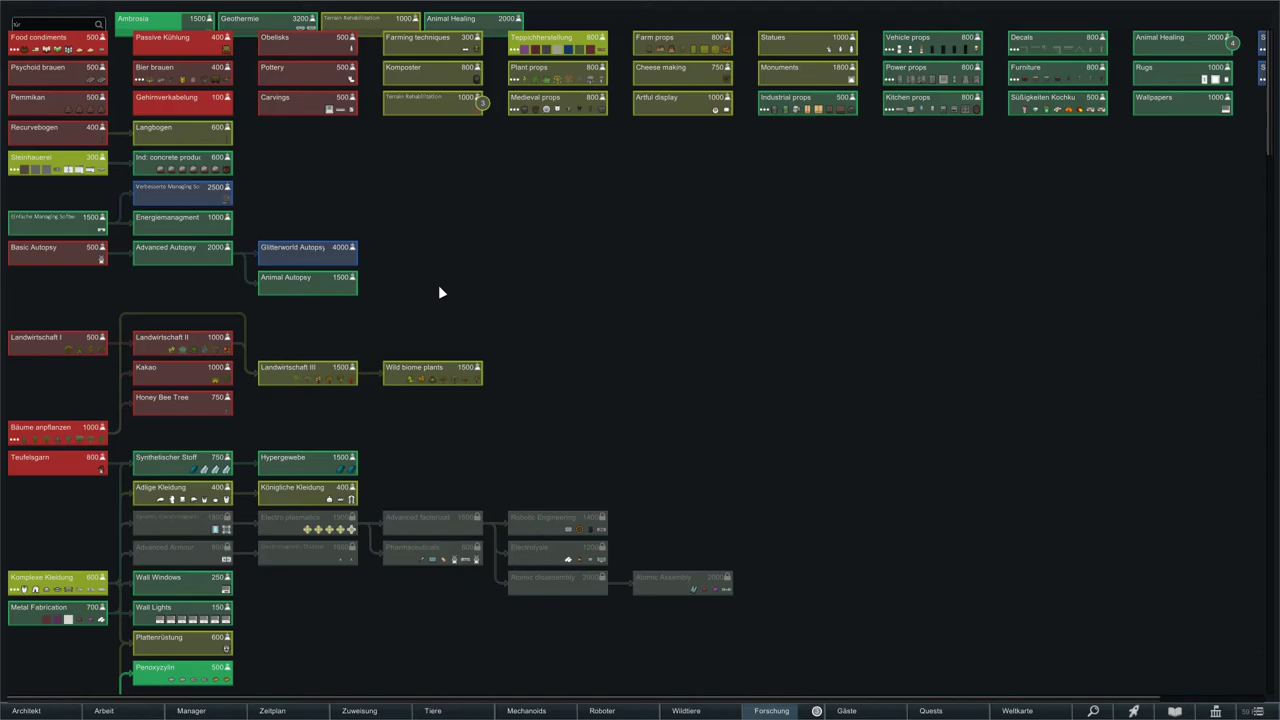 für
Ambrosia 1500
Geothermie 3200
Terrain Rehabilitation 1000
Animal Healing 2000
Food condiments 500
Passive Kühlung 400
Obelisks 500
Farming techniques 300
Teppichherstellung 800
Farm props 800
Statues 1000
Vehicle props 800
Decals 500
Animal Healing 2000
4
S
Psychoid brauen 500
Bier brauen 400
Pottery 500
Komposter 800
Plant props 800
Cheese making 750
Monuments 1800
Power props 800
Furniture 800
Rugs 1000
S
Pemmikan 500
Gehirnverkabelung 100
Carvings 500
Terrain Rehabilitation 1000
3
Medieval props 800
Artful display 1000
Industrial props 500
Kitchen props 800
Süßigkeiten Kochku 500
Wallpapers 1000
Recurvebogen 400
Langbogen 600
Steinhauerei 300
Ind: concrete produc 600
Verbesserte Managing So 2500
Einfache Managing Softw 1500
Energiemanagment 1000
Basic Autopsy 500
Advanced Autopsy 2000
Glitterworld Autopsy 4000
Animal Autopsy 1500
Landwirtschaft I 500
Landwirtschaft II 1000
Kakao 1000
Landwirtschaft III 1500
Wild biome plants 1500
Honey Bee Tree 750
Bäume anpflanzen 1000
Teufelsgarn 800
Synthetischer Stoff 750
Hypergewebe 1500
Adlige Kleidung 400
Königliche Kleidung 400
Electro plasmatics
Advanced factorizat
Robotic Engineering 1400
Advanced Armour 800
Pharmaceuticals
Electrolysis 1200
Komplexe Kleidung 600
Wall Windows 250
Atomic disassembly 2000
Atomic Assembly 2000
Metal Fabrication 700
Wall Lights 150
Plattenrüstung 600
Penoxyzylin 500
Architekt Arbeit Manager Zeitplan Zuweisung Tiere Mechanoids Roboter Wildtiere Forschung Gäste Quests Weltkarte